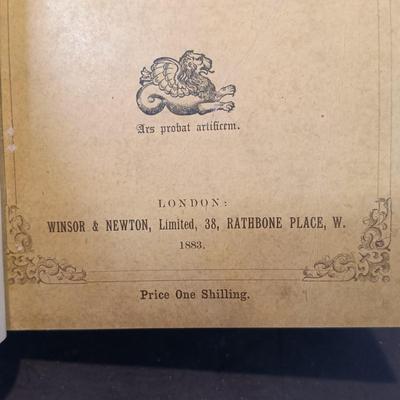 Ars probat artificem.
LONDON:
WINSOR & NEWTON, Limited, 38, RATHBONE PLACE, W.
1883.
Price One Shilling.